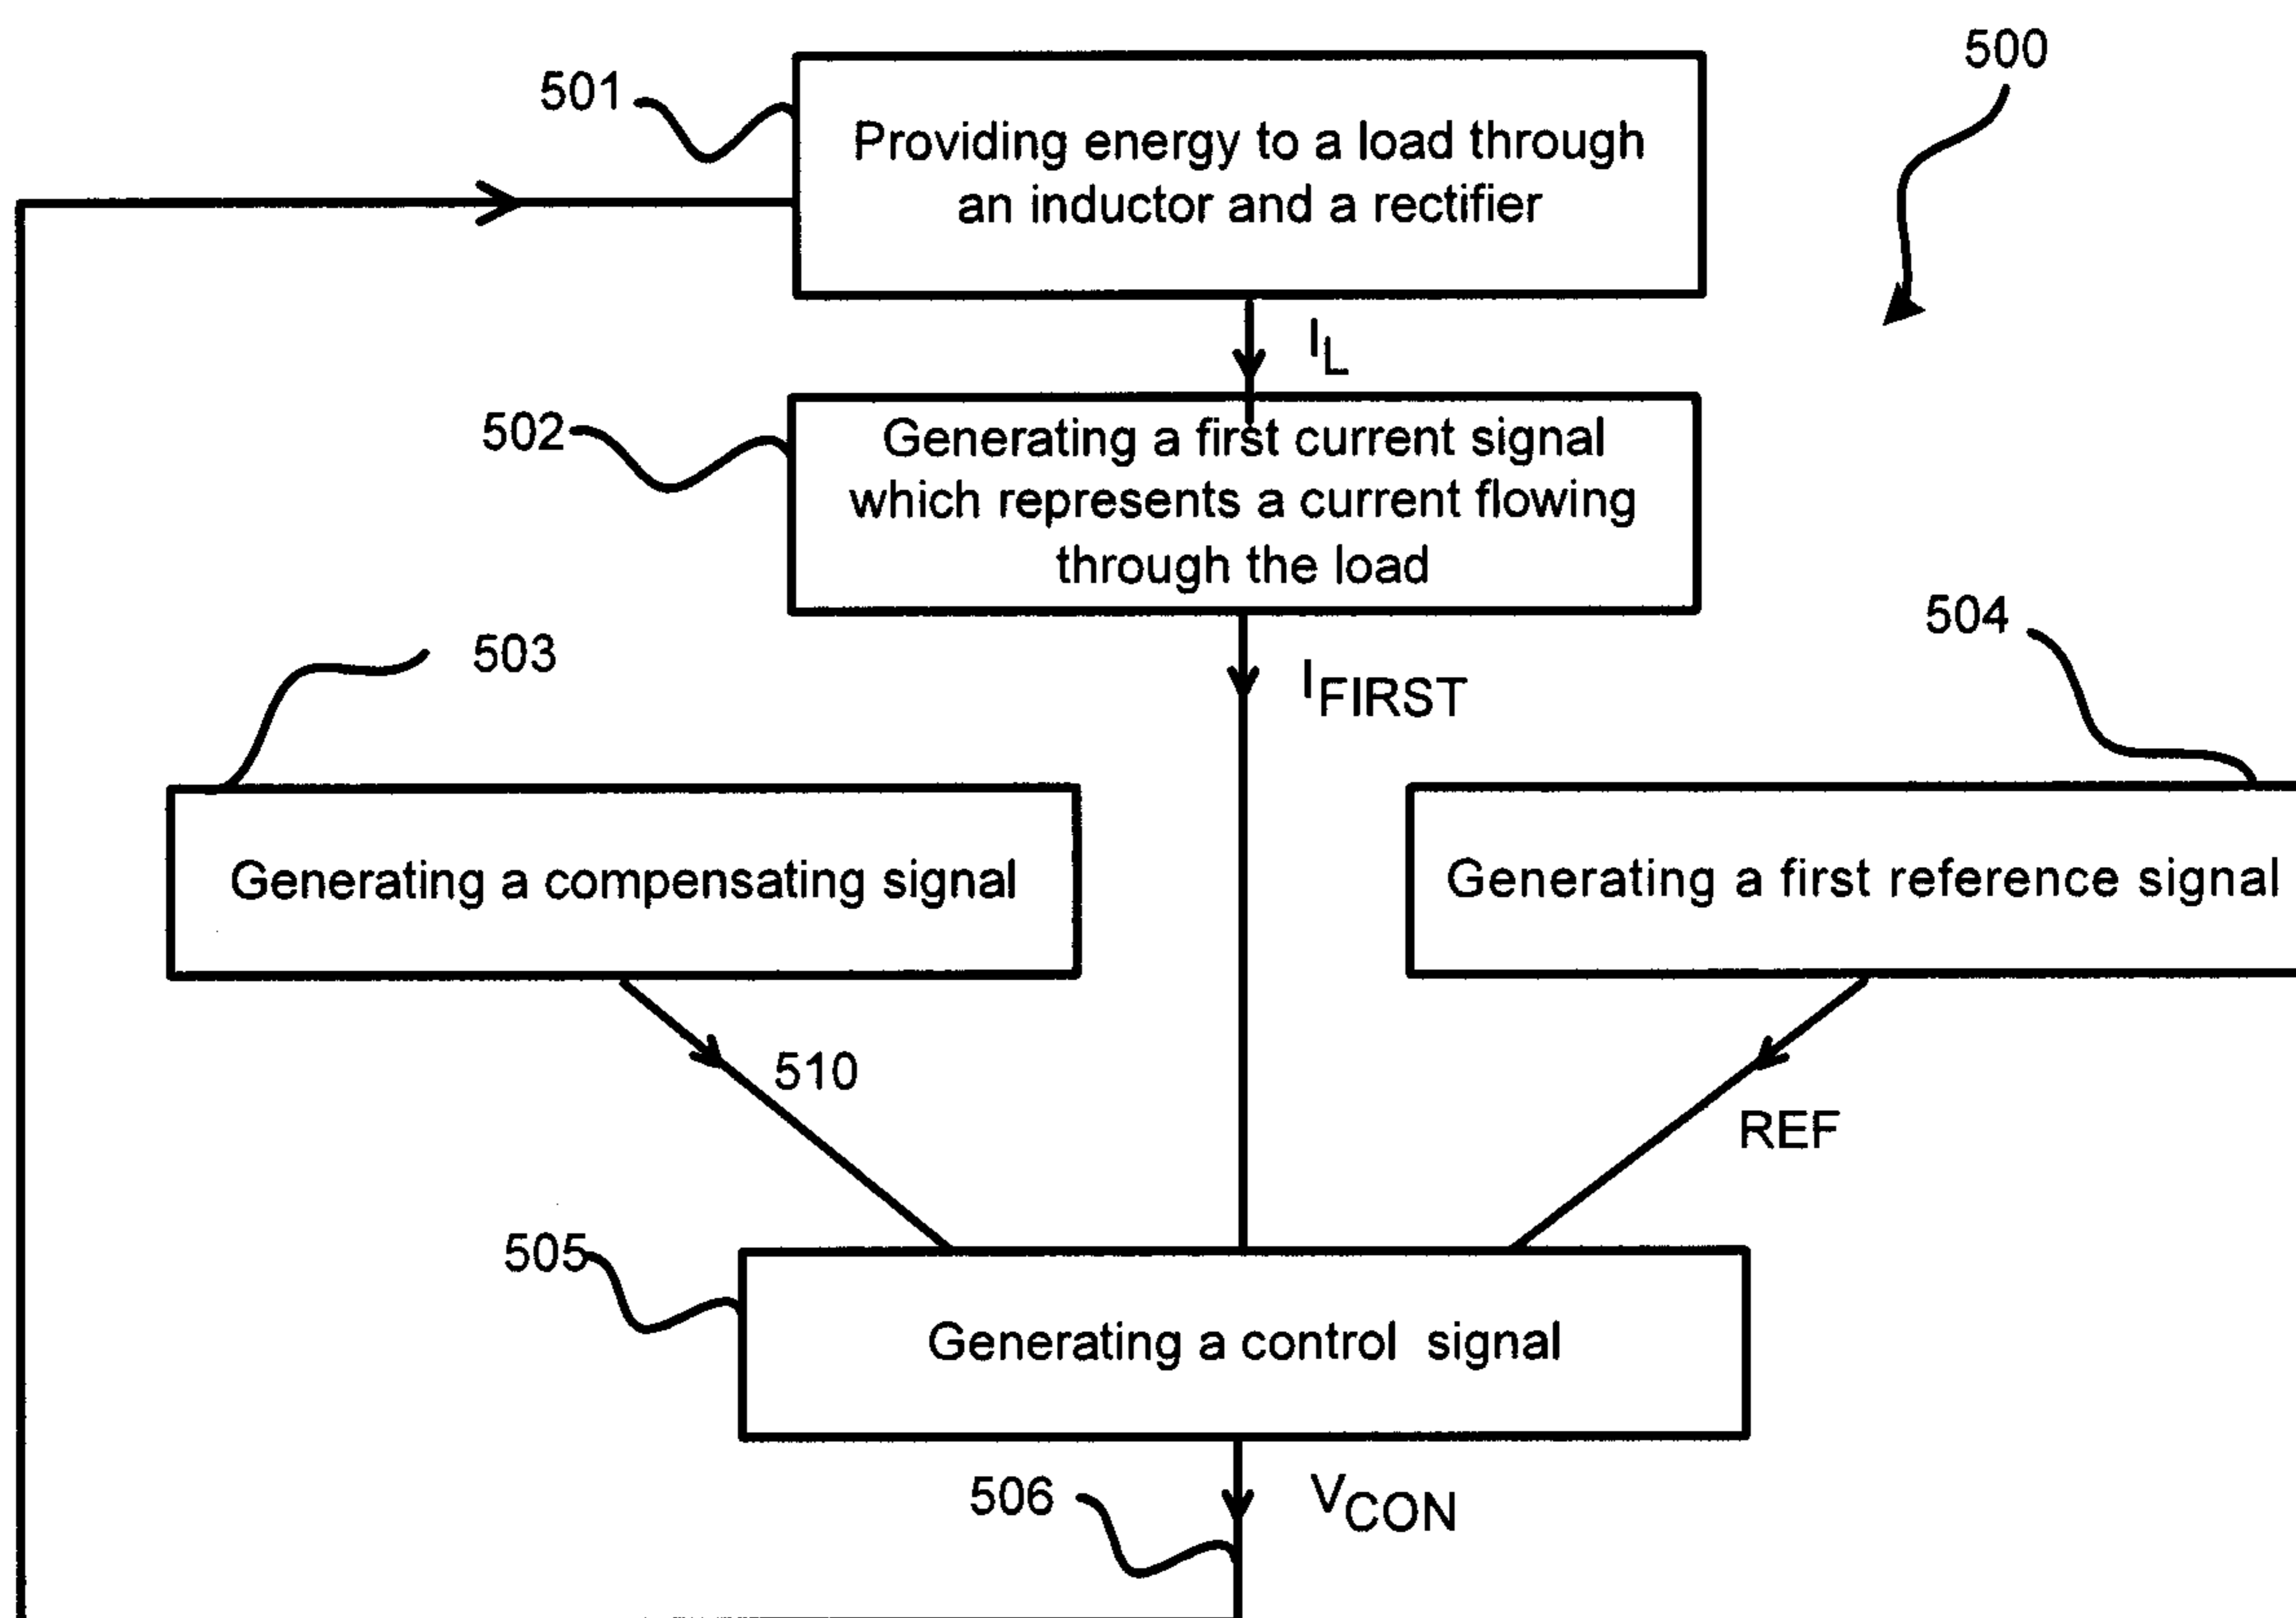 500
501
Providing energy to a load through
an inductor and a rectifier
IL
502
Generating a first current signal
which represents a current flowing
through the load
IFIRST
503
504
Generating a compensating signal
Generating a first reference signal
510
REF
505
Generating a control signal
506
VCON